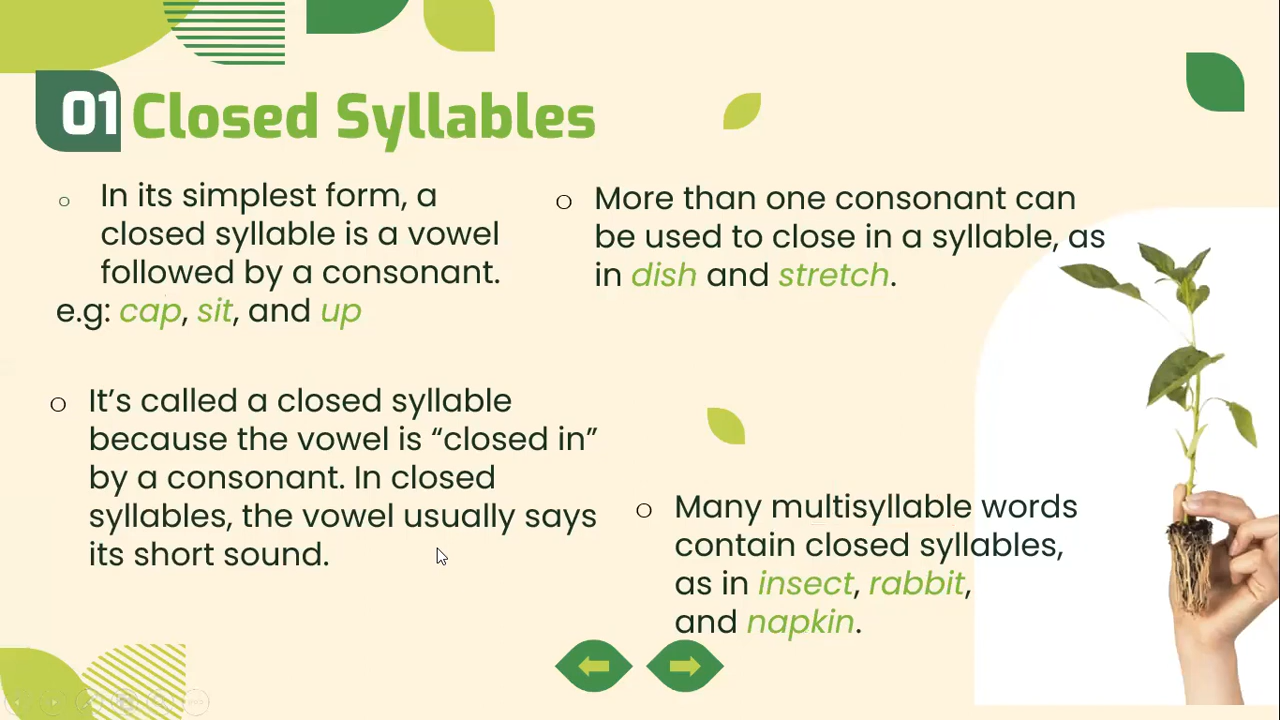 01 Closed Syllables
In its simplest form, a
closed syllable is a vowel
followed by a consonant.
e.g: cap, sit, and up
It’s called a closed syllable
because the vowel is “closed in”
by a consonant. In closed
syllables, the vowel usually says
its short sound.
More than one consonant can
be used to close in a syllable, as
in dish and stretch.
Many multisyllable words
contain closed syllables,
as in insect, rabbit,
and napkin.